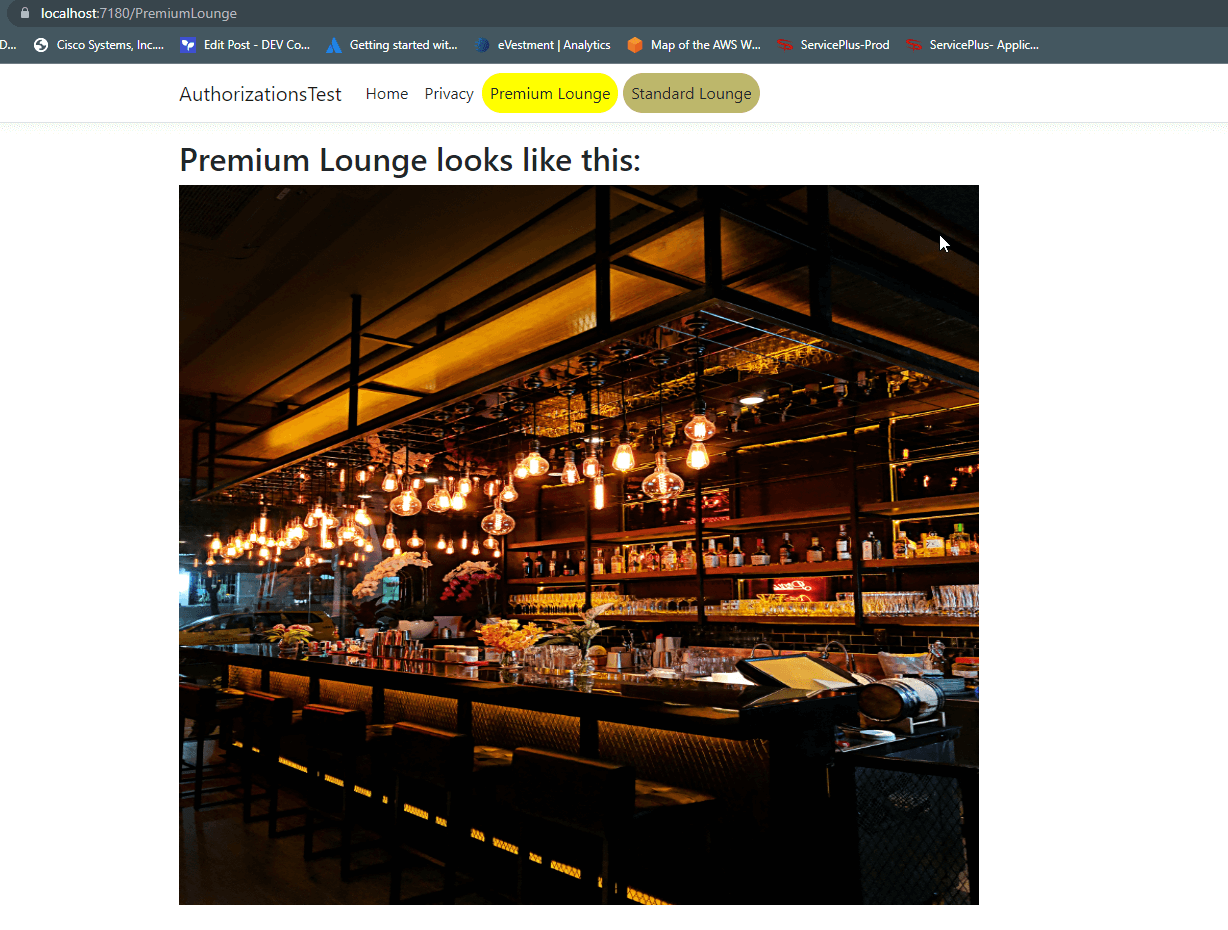 localhost:7180/PremiumLounge
D... Cisco Systems, Inc.... Edit Post - DEV Co... Getting started wit... eVestment | Analytics Map of the AWS W... ServicePlus-Prod ServicePlus- Applic...
AuthorizationsTest Home Privacy Premium Lounge Standard Lounge
Premium Lounge looks like this: